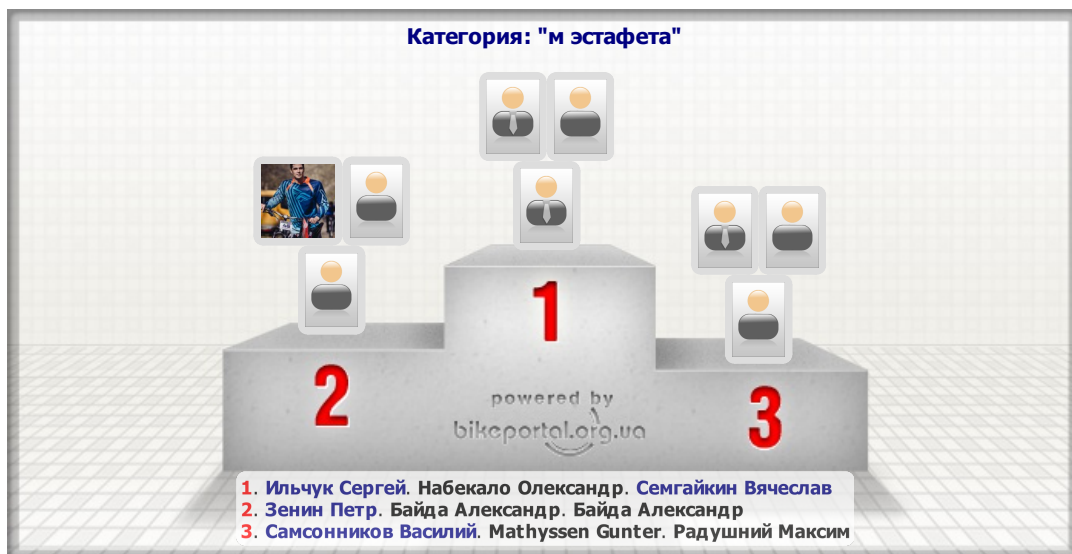 Категория: "м эстафета"
1
2
3
powered by
bikeportal.org.ua
1. Ильчук Сергей. Набекало Олександр. Семгайкин Вячеслав
2. Зенин Петр. Байда Александр. Байда Александр
3. Самсонников Василий. Mathyssen Gunter. Радушний Максим